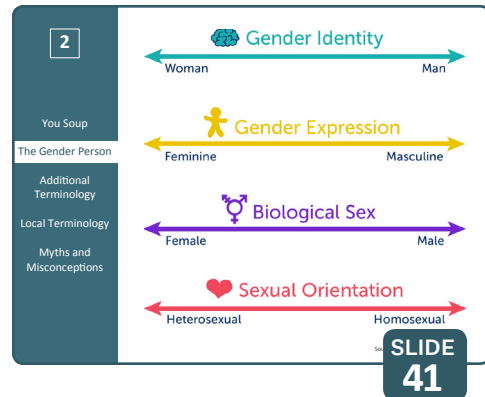 2
You Soup
The Gender Person
Additional
Terminology
Local Terminology
Myths and
Misconceptions
Gender Identity
Woman Man
Gender Expression
Feminine Masculine
Biological Sex
Female Male
Sexual Orientation
Heterosexual Homosexual
SLIDE
41